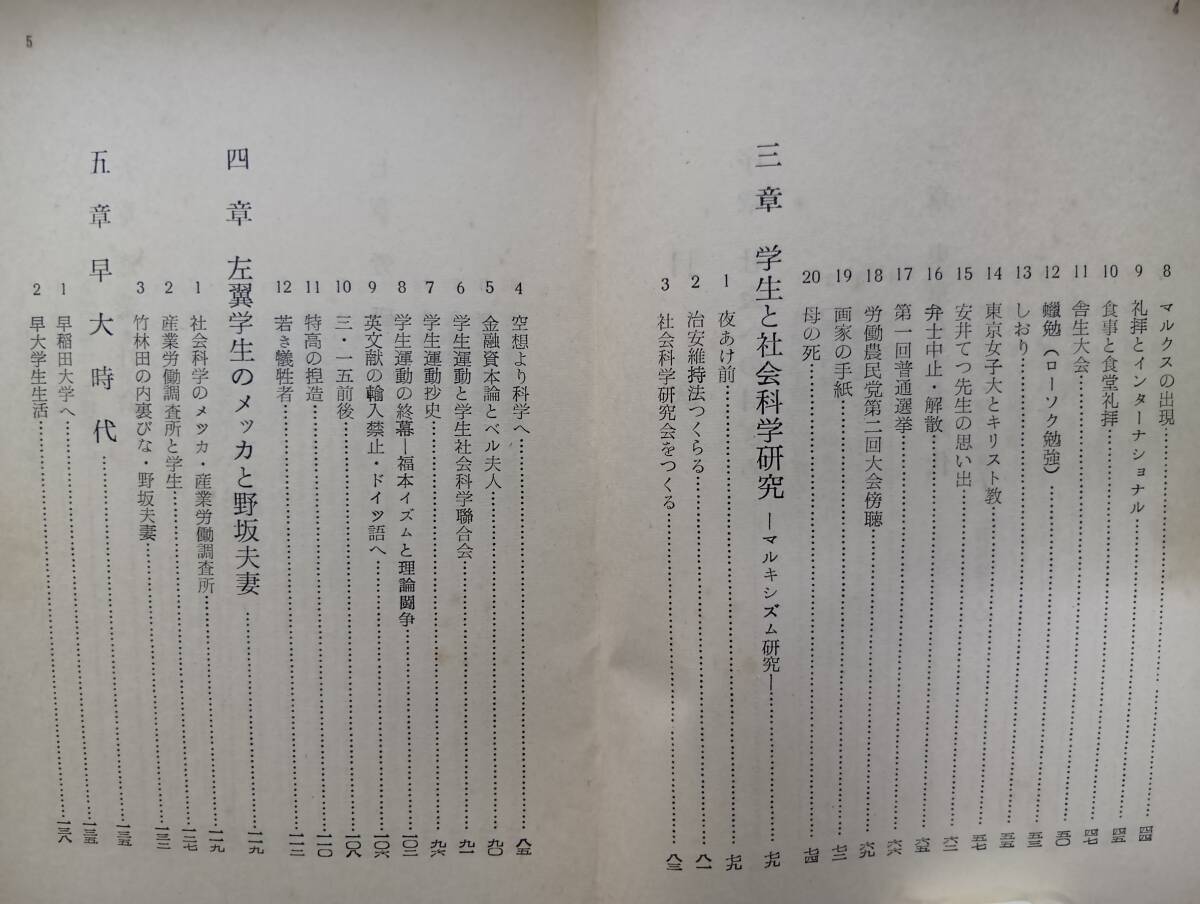 4
8 マルクスの出現……四四
9 礼拝とインターナショナル……四四
10 食事と食堂礼拝……四五
11 舎生大会……四七
12 蠟勉（ローソク勉強）……五〇
13 しおり……五三
14 東京女子大とキリスト教……五五
15 安井てつ先生の思い出……五七
16 弁士中止・解散……六二
17 第一回普通選挙……六五
18 労働農民党第二回大会傍聴……六六
19 画家の手紙……六九
20 母の死……七二
三章 学生と社会科学研究 ―マルキシズム研究―……七九
1 夜あけ前……七九
2 治安維持法つくらる……八一
3 社会科学研究会をつくる……八三
5
4 空想より科学へ……八五
5 金融資本論とベル夫人……九〇
6 学生運動と学生社会科学聯合会……九一
7 学生運動抄史……九六
8 学生運動の終幕―福本イズムと理論闘争……一〇二
9 英文献の輸入禁止・ドイツ語へ……一〇六
10 三・一五前後……一〇八
11 特高の捏造……一一〇
12 若き犠牲者……一一三
四章 左翼学生のメッカと野坂夫妻……一一九
1 社会科学のメッカ・産業労働調査所……一一九
2 産業労働調査所と学生……一二七
3 竹林田の内裏びな・野坂夫妻……一三二
五章 早大時代……一三五
1 早稲田大学へ……一三五
2 早大学生生活……一三八